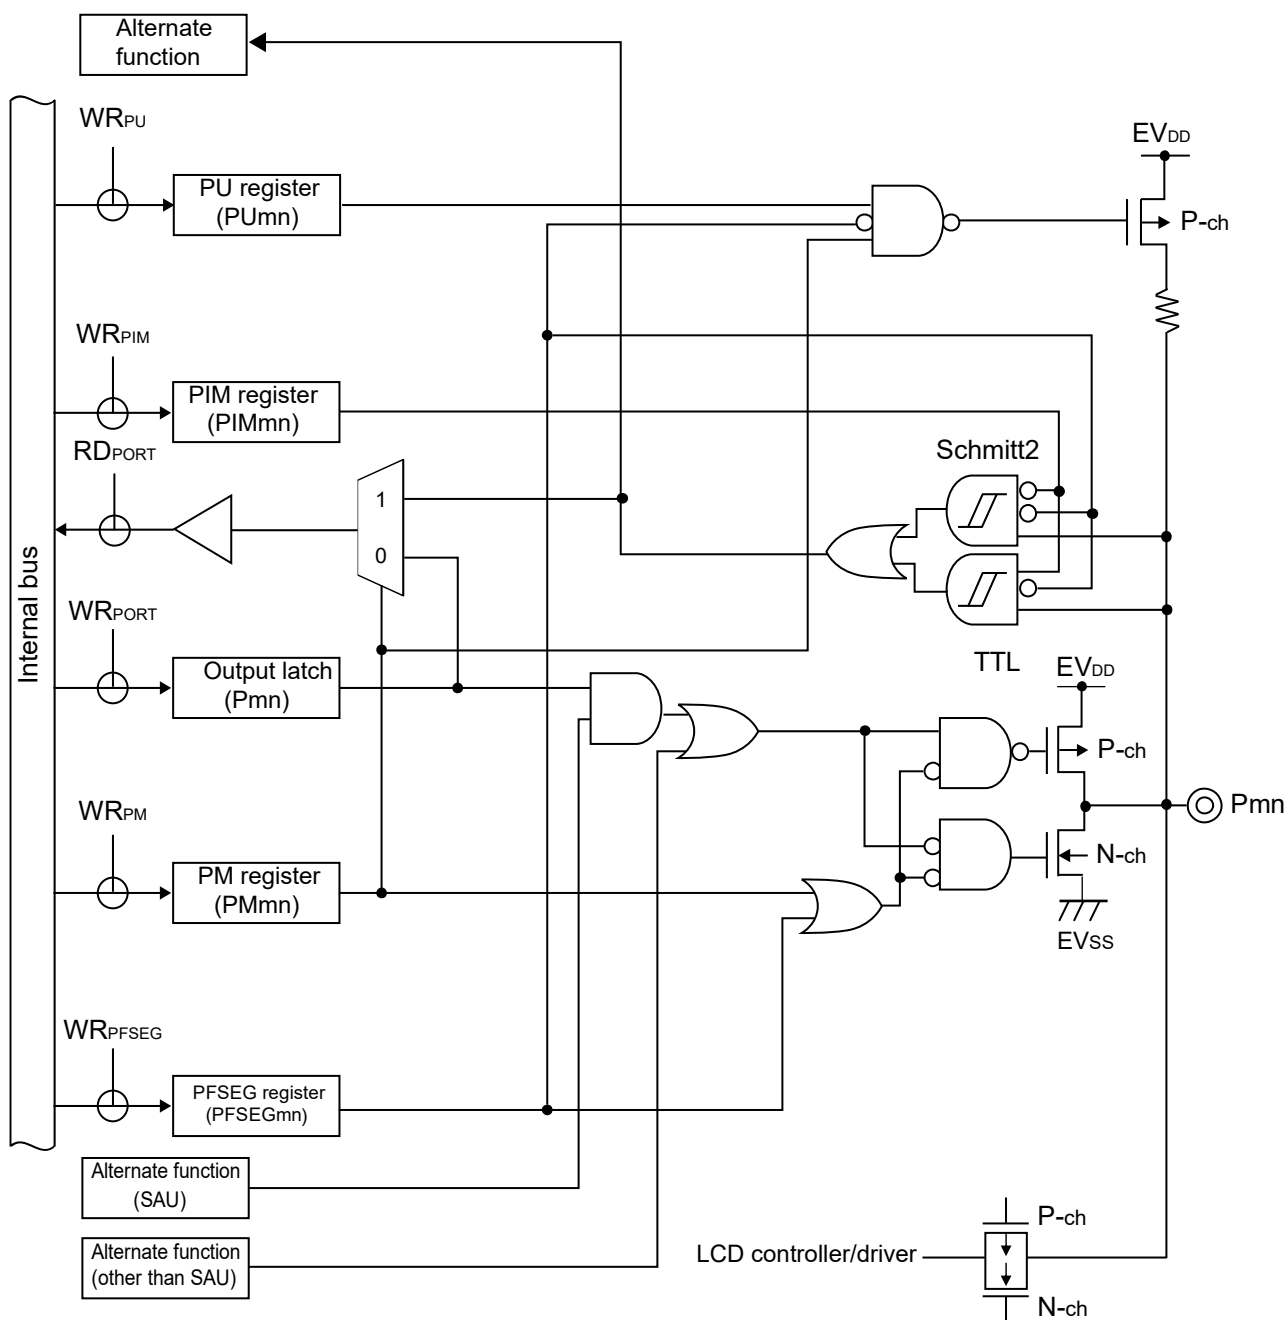 Alternate
function
WRPU
EVDD
PU register
(PUmn)
P-ch
WRPIM
PIM register
(PIMmn)
RDPORT
Schmitt2
1
0
Internal bus
WRPORT
TTL
Output latch
(Pmn)
EVDD
P-ch
WRPM
Pmn
N-ch
PM register
(PMmn)
EVSS
WRPFSEG
PFSEG register
(PFSEGmn)
Alternate function
(SAU)
P-ch
Alternate function
(other than SAU)
LCD controller/driver
N-ch